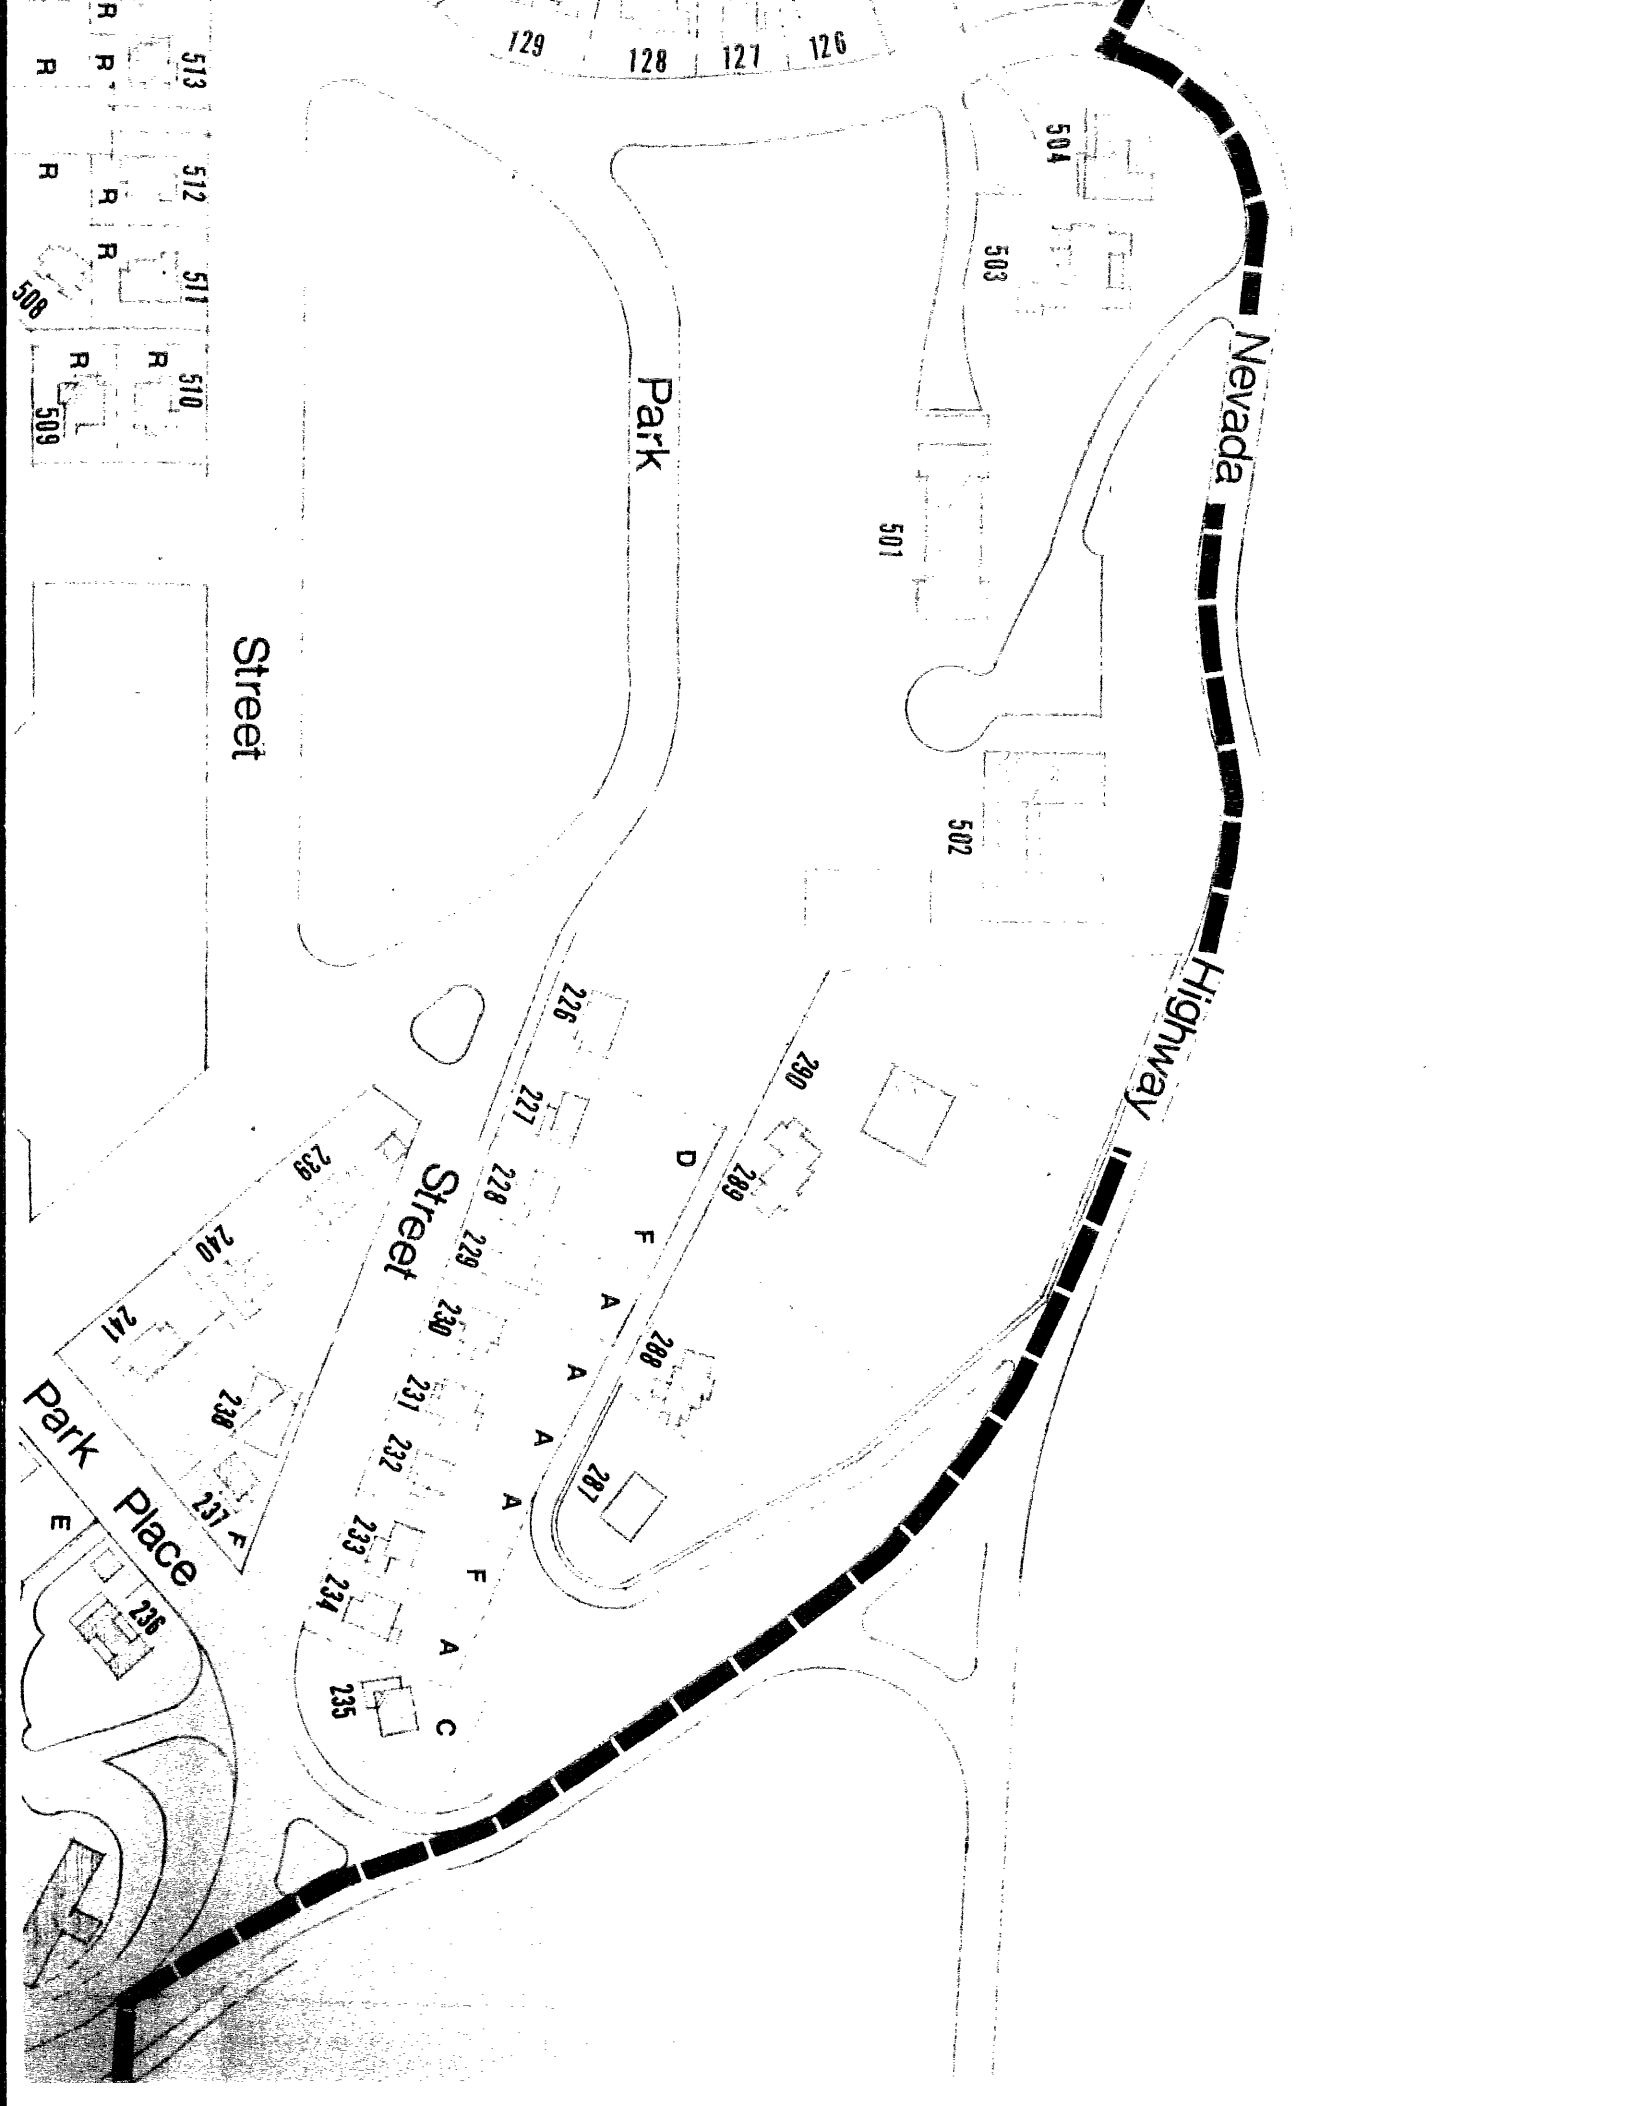 129
128
127
126
R
R
R
513
R
R
512
R
508
511
R
R
509
510
504
503
501
502
Nevada
Highway
Park
Street
Street
226
227
228
229
230
231
232
233
234
235
D
F
A
A
A
A
F
A
C
290
289
288
287
239
240
241
238
237
F
Park
Place
E
236